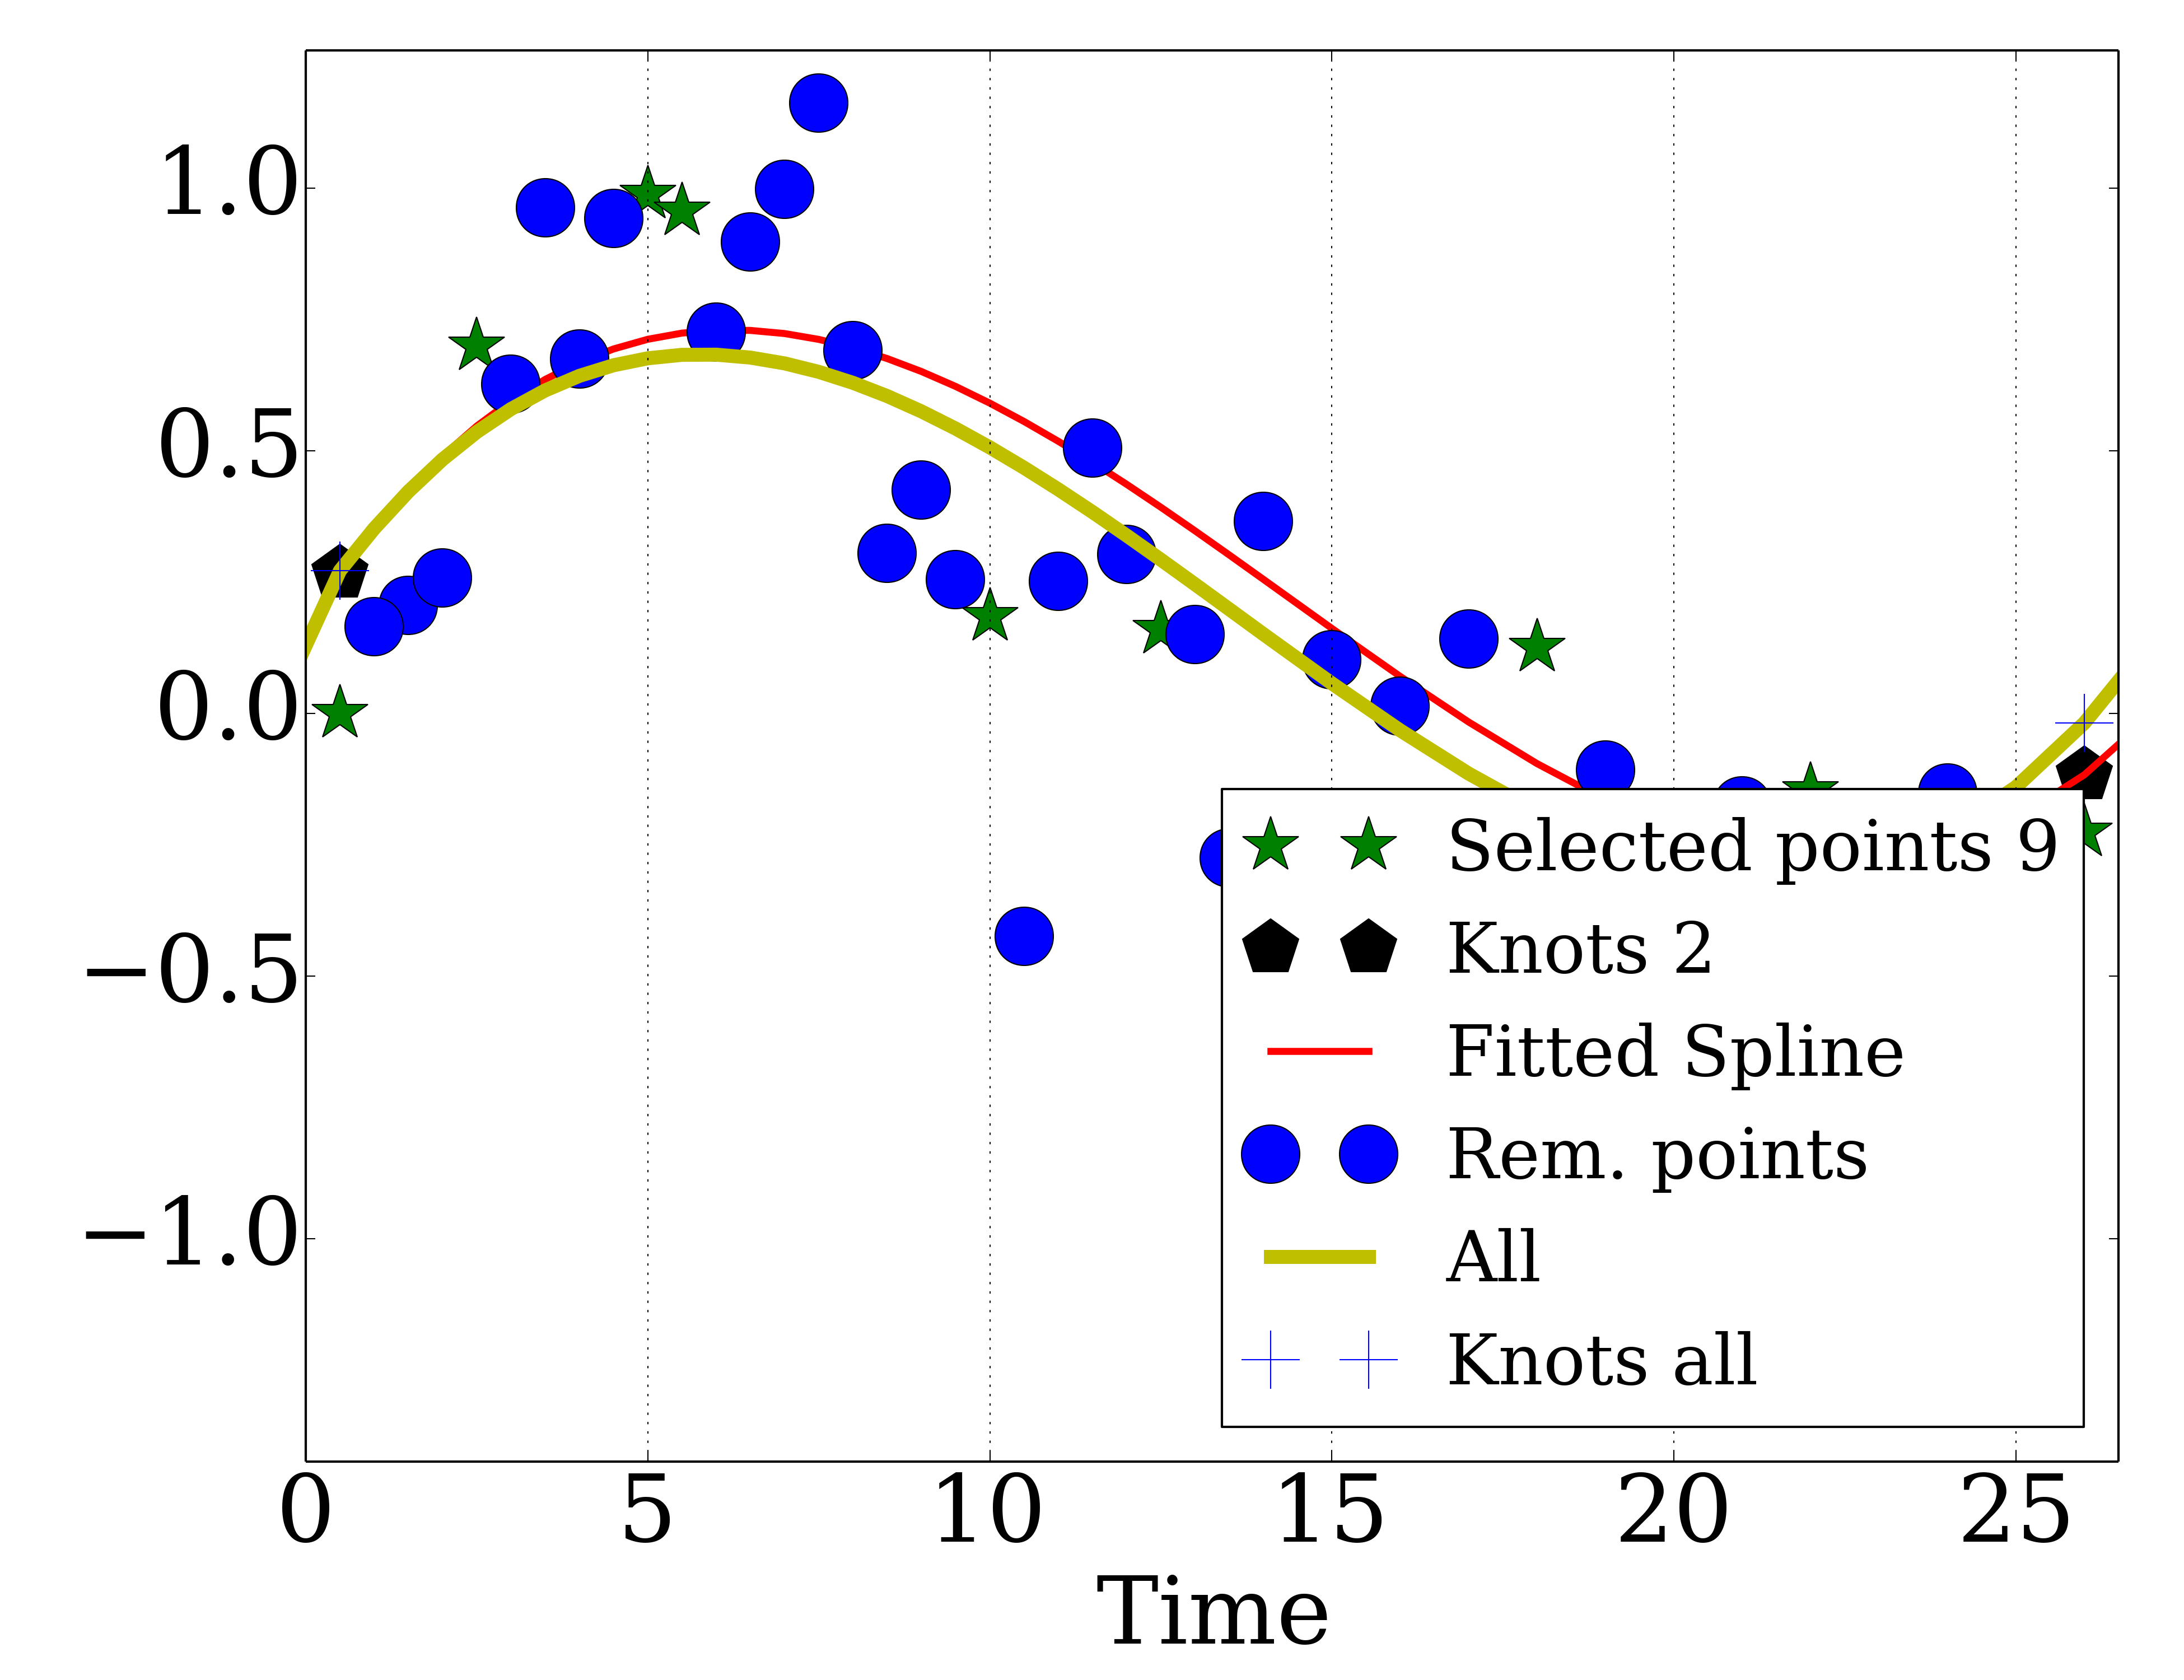 1.0
0.5
0.0
−0.5
−1.0
0 5 10 15 20 25
Time
Selected points 9
Knots 2
Fitted Spline
Rem. points
All
Knots all